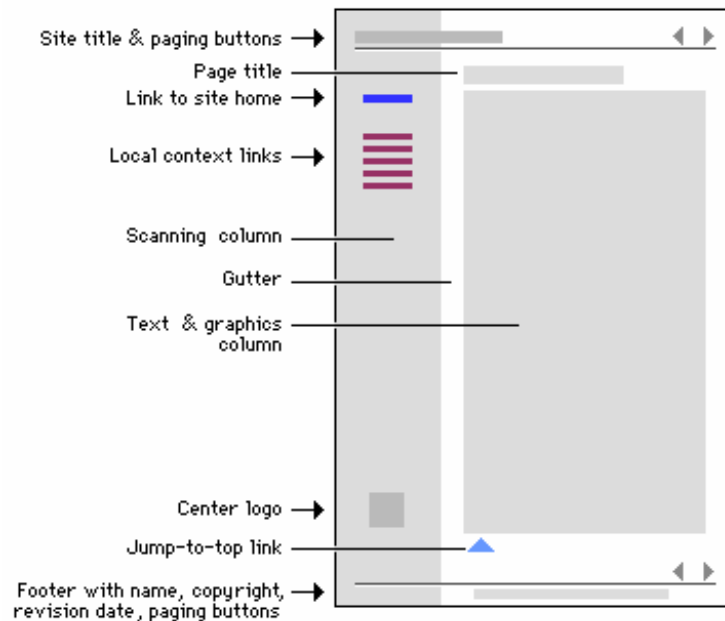 Site title & paging buttons
Page title
Link to site home
Local context links
Scanning column
Gutter
Text & graphics
column
Center logo
Jump-to-top link
Footer with name, copyright,
revision date, paging buttons